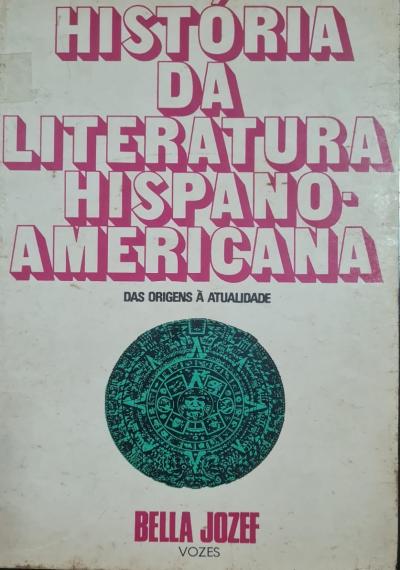 HISTÓRIA
DA
LITERATURA
HISPANO-
AMERICANA
DAS ORIGENS À ATUALIDADE
BELLA JOZEF
VOZES